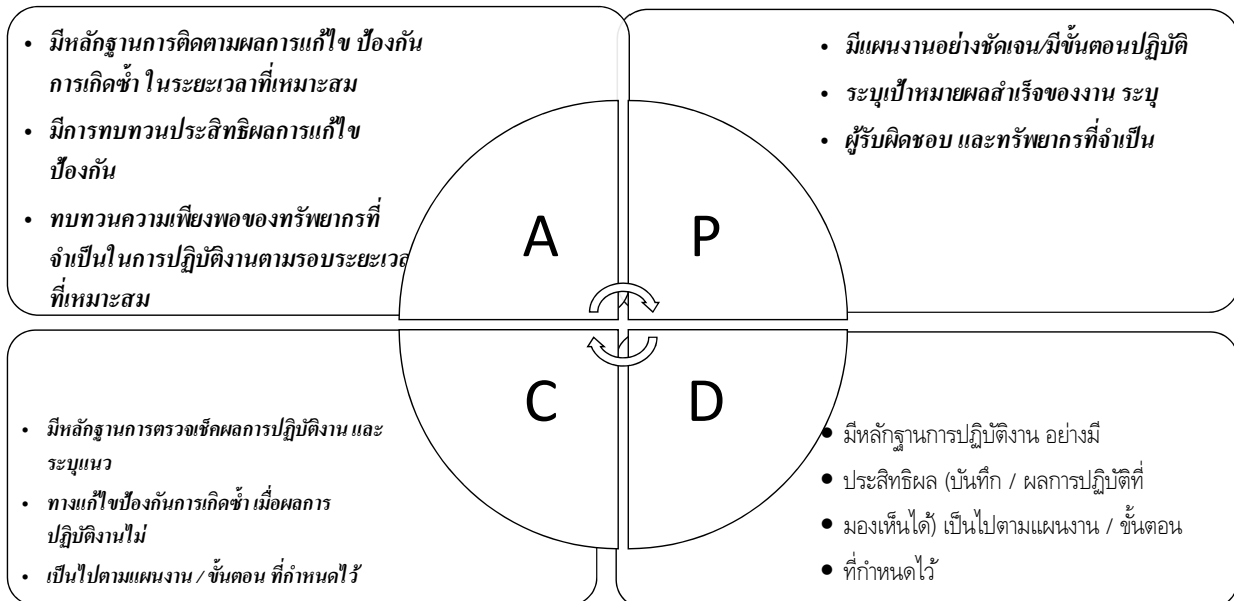 • มีหลักฐานการติดตามผลการแก้ไข ป้องกัน
การเกิดซ้ำ ในระยะเวลาที่เหมาะสม
• มีการทบทวนประสิทธิผลการแก้ไข
ป้องกัน
• ทบทวนความเพียงพอของทรัพยากรที่
จำเป็นในการปฏิบัติงานตามรอบระยะเวล
ที่เหมาะสม
• มีแผนงานอย่างชัดเจน/มีขั้นตอนปฏิบัติ
• ระบุเป้าหมายผลสำเร็จของงาน ระบุ
• ผู้รับผิดชอบ และทรัพยากรที่จำเป็น
A
P
C
D
• มีหลักฐานการตรวจเช็คผลการปฏิบัติงาน และ
ระบุแนว
• ทางแก้ไขป้องกันการเกิดซ้ำ เมื่อผลการ
ปฏิบัติงานไม่
• เป็นไปตามแผนงาน / ขั้นตอน ที่กำหนดไว้
• มีหลักฐานการปฏิบัติงาน อย่างมี
• ประสิทธิผล (บันทึก / ผลการปฏิบัติที่
• มองเห็นได้) เป็นไปตามแผนงาน / ขั้นตอน
• ที่กำหนดไว้